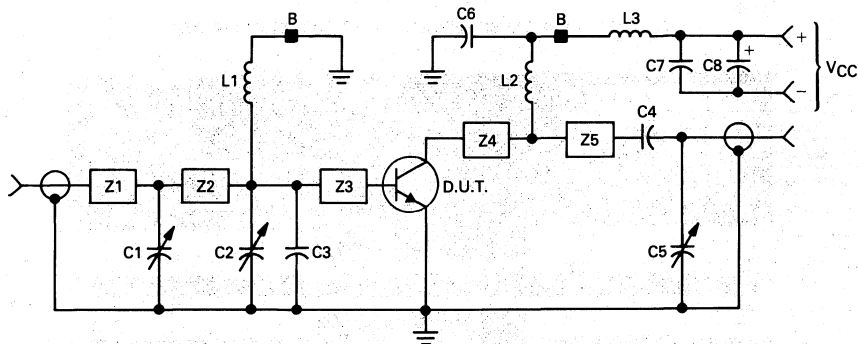 C6
B
L3
B
+
L1
L2
C7
C8
+
VCC
−
C4
Z4
Z5
Z1
Z2
Z3
D.U.T.
C1
C2
C3
C5